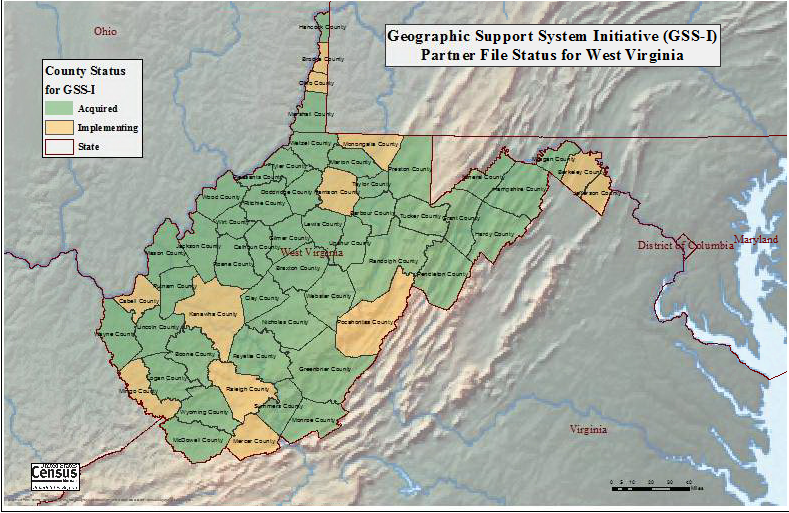 Geographic Support System Initiative (GSS-I)
Partner File Status for West Virginia
County Status
for GSS-I
Acquired
Implementing
State
Ohio
Hancock County
Brooke County
Ohio County
Marshall County
Wetzel County
Monongalia County
Marion County
Preston County
Tyler County
Taylor County
Harrison County
Doddridge County
Wood County
Ritchie County
Barbour County
Tucker County
Grant County
Mineral County
Hampshire County
Morgan County
Berkeley County
Jefferson County
Hardy County
Wirt County
Lewis County
Gilmer County
Upshur County
Calhoun County
Jackson County
Mason County
Roane County
Braxton County
West Virginia
Randolph County
Pendleton County
District of Columbia
Maryland
Putnam County
Cabell County
Kanawha County
Clay County
Webster County
Nicholas County
Pocahontas County
Wayne County
Lincoln County
Boone County
Fayette County
Greenbrier County
Logan County
Mingo County
Raleigh County
Wyoming County
Summers County
Monroe County
McDowell County
Mercer County
Virginia
Census
0 5 10 20 30 40
Miles